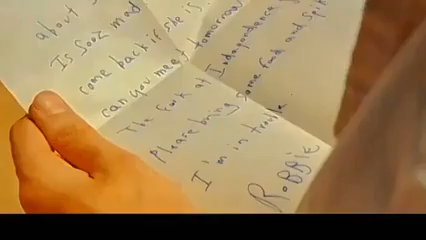 about
Is Sooz mad
come back if she is.
can you meet tomorrow
The fork at Independance
Please bring some food and
I'm in trouble
ROBBIE